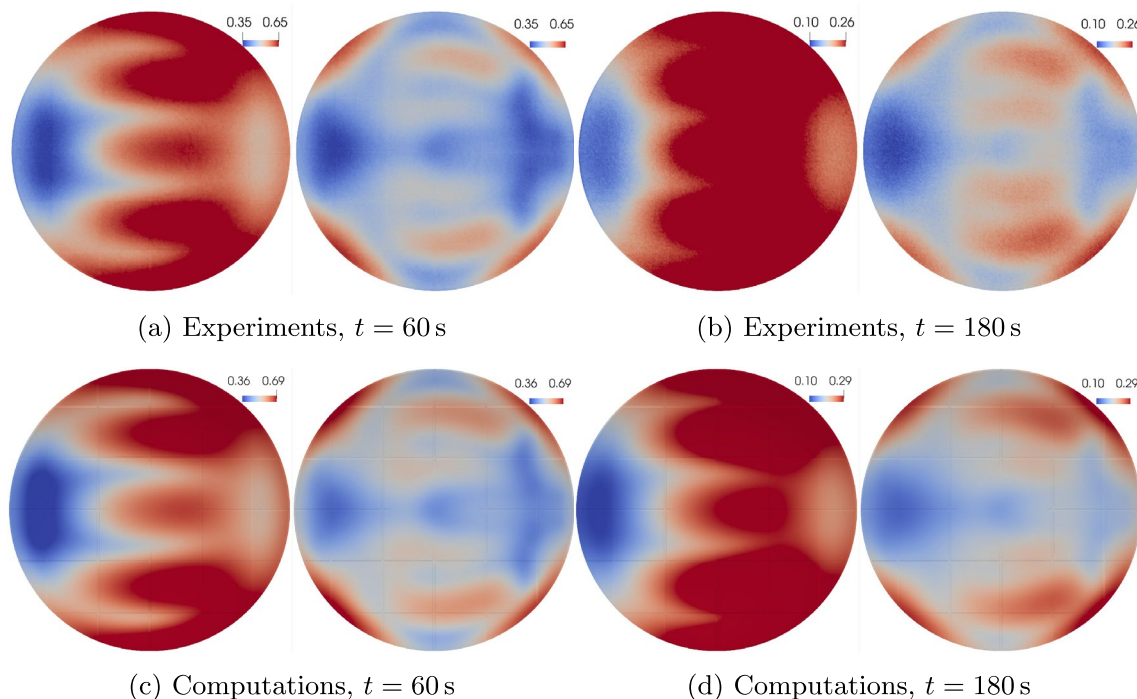 0.35 0.65
0.35 0.65
0.10 0.26
0.10 0.26
(a) Experiments, t = 60 s
(b) Experiments, t = 180 s
0.36 0.69
0.36 0.69
0.10 0.29
0.10 0.29
(c) Computations, t = 60 s
(d) Computations, t = 180 s